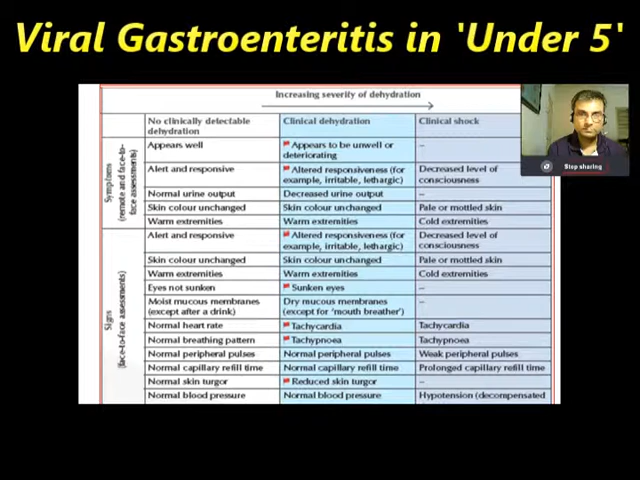 Viral Gastroenteritis in 'Under 5'
Increasing severity of dehydration
No clinically detectable
dehydration
Clinical dehydration
Clinical shock
Symptoms
(remote and face-to-
face assessments)
Appears well
Appears to be unwell or
deteriorating
–
Alert and responsive
Altered responsiveness (for
example, irritable, lethargic)
Decreased level of
consciousness
Normal urine output
Decreased urine output
–
Skin colour unchanged
Skin colour unchanged
Pale or mottled skin
Warm extremities
Warm extremities
Cold extremities
Signs
(face-to-face assessments)
Alert and responsive
Altered responsiveness (for
example, irritable, lethargic)
Decreased level of
consciousness
Skin colour unchanged
Skin colour unchanged
Pale or mottled skin
Warm extremities
Warm extremities
Cold extremities
Eyes not sunken
Sunken eyes
–
Moist mucous membranes
(except after a drink)
Dry mucous membranes
(except for 'mouth breather')
–
Normal heart rate
Tachycardia
Tachycardia
Normal breathing pattern
Tachypnoea
Tachypnoea
Normal peripheral pulses
Normal peripheral pulses
Weak peripheral pulses
Normal capillary refill time
Normal capillary refill time
Prolonged capillary refill time
Normal skin turgor
Reduced skin turgor
–
Normal blood pressure
Normal blood pressure
Hypotension (decompensated
Stop sharing